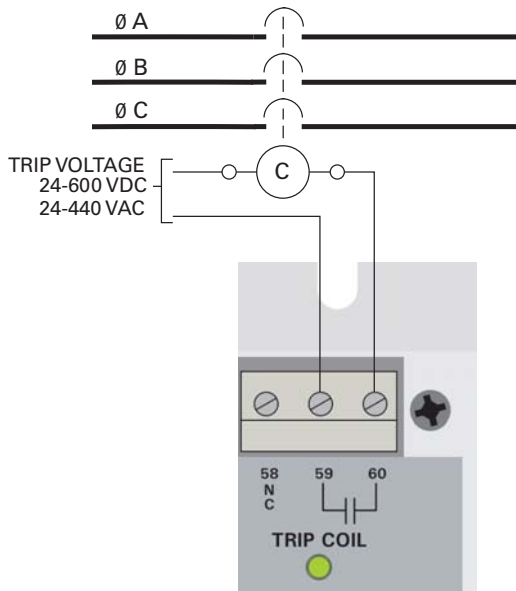 Ø A
Ø B
Ø C
TRIP VOLTAGE
24-600 VDC
24-440 VAC
C
58 59 60
N
C
TRIP COIL